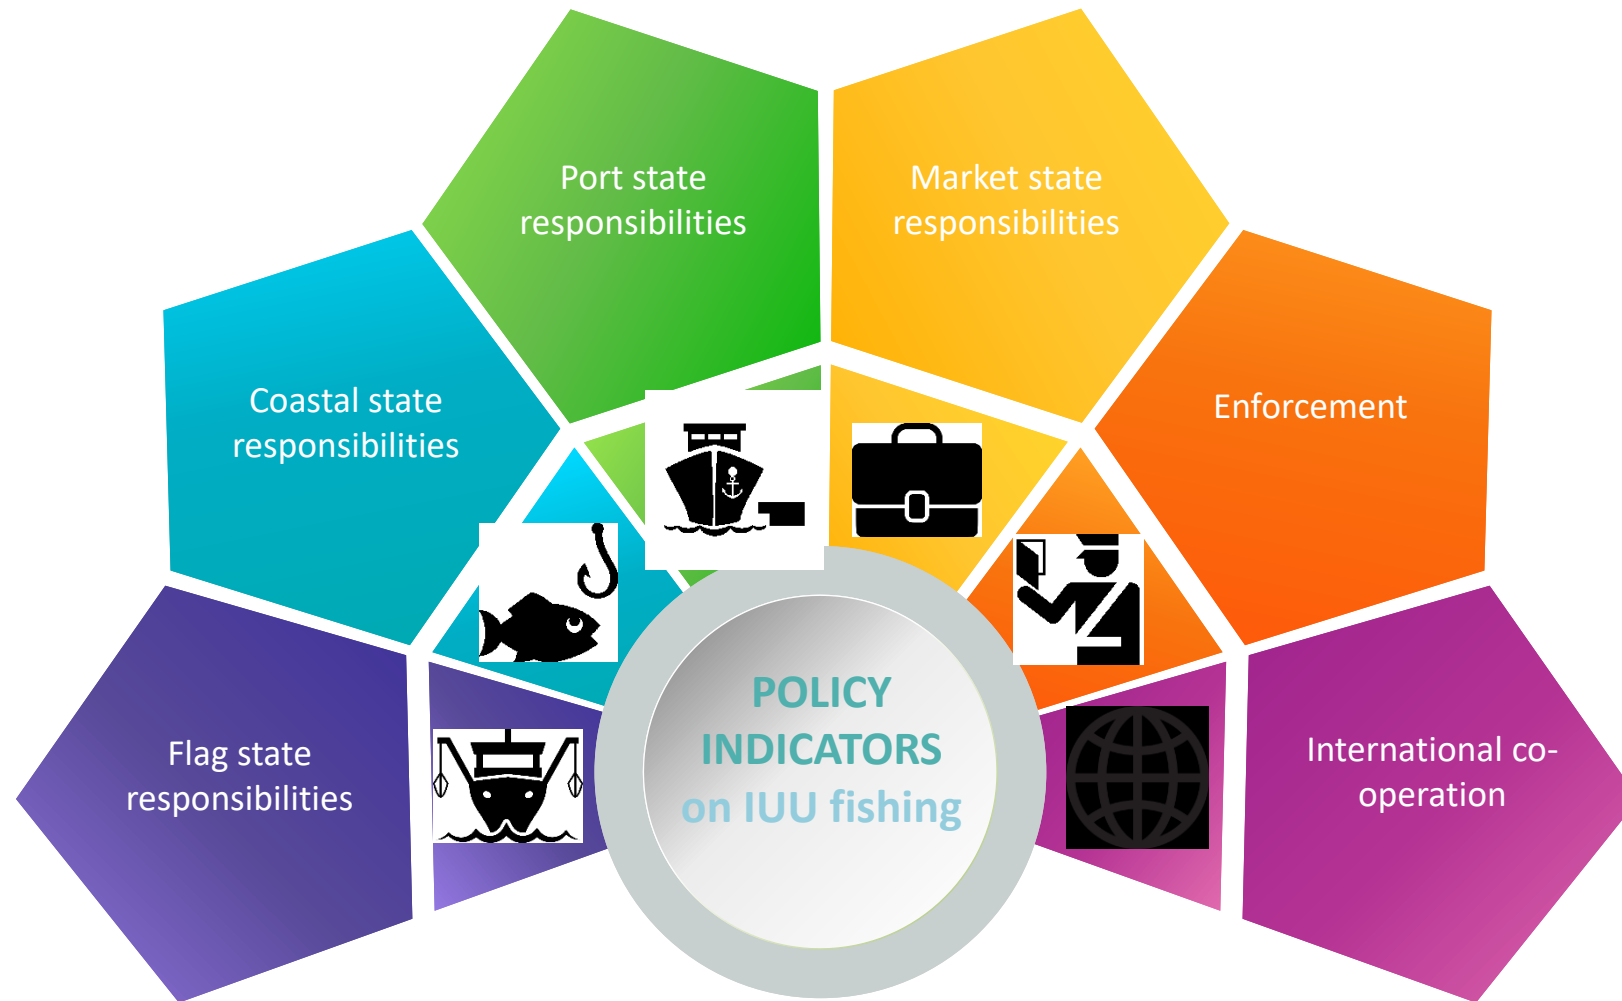 Port state
responsibilities
Market state
responsibilities
Coastal state
responsibilities
Enforcement
Flag state
responsibilities
POLICY
INDICATORS
on IUU fishing
International co-
operation